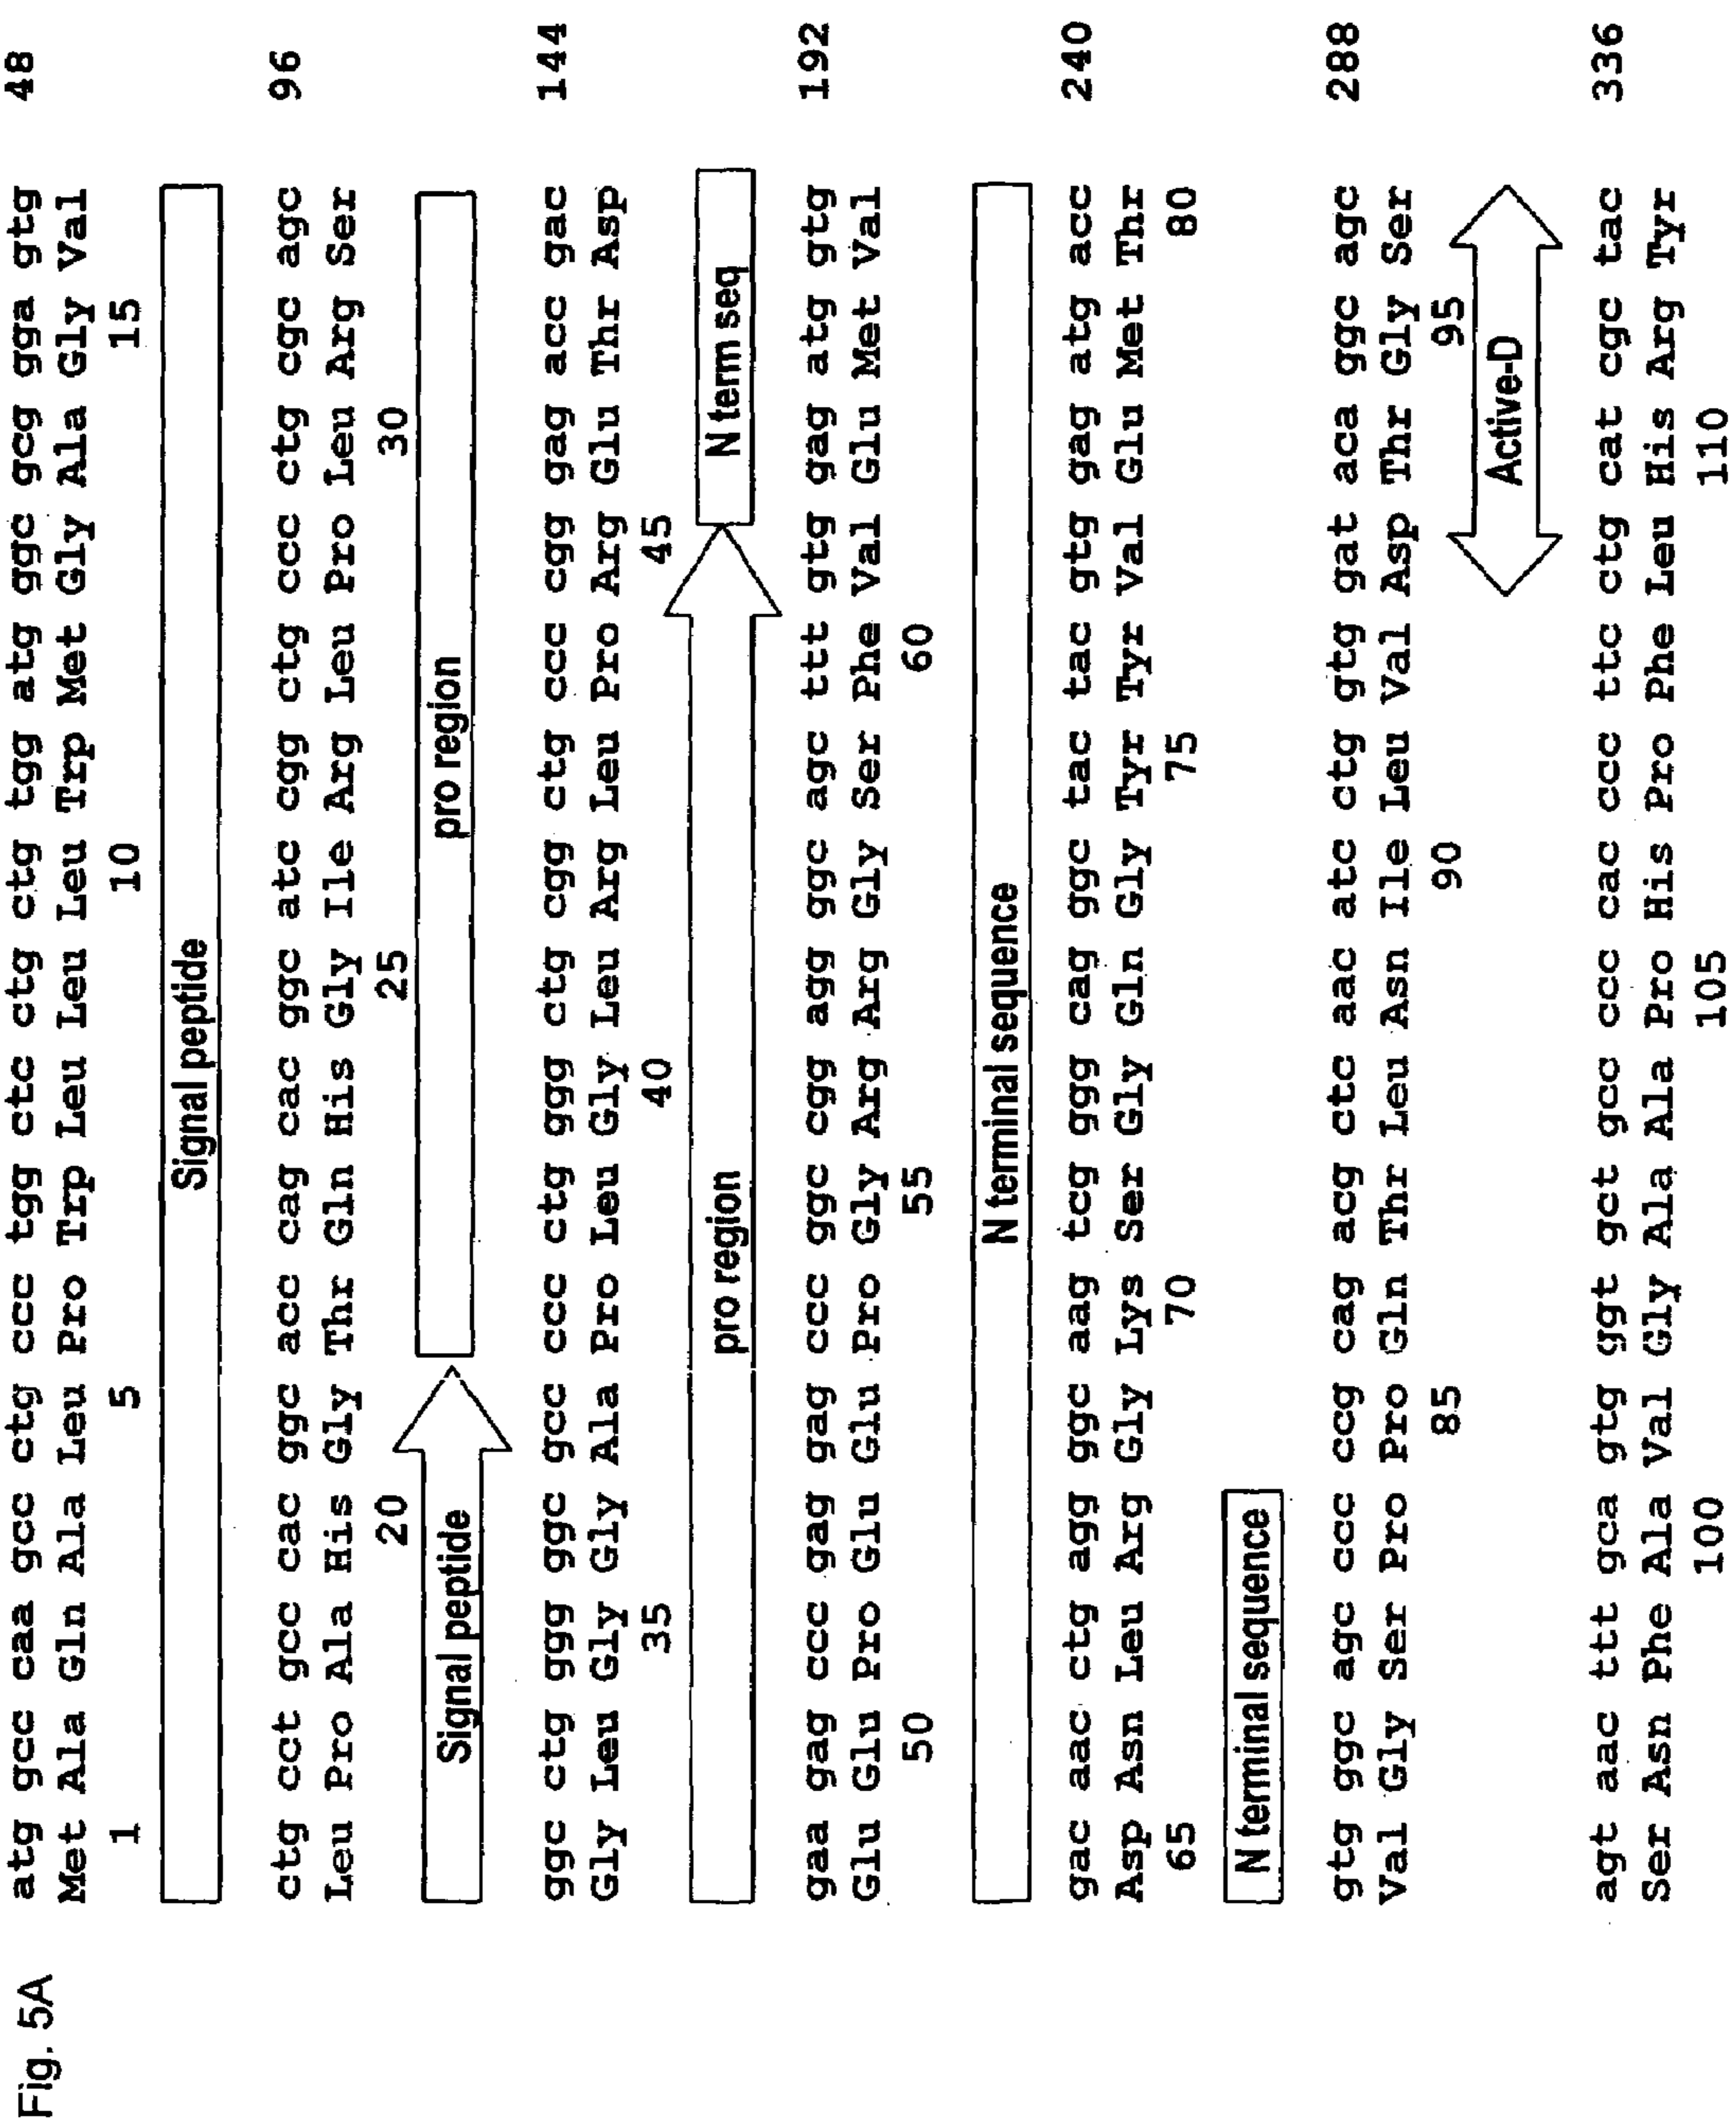 Fig. 5A
atg gcc caa gcc ctg ccc tgg ctc ctg ctg tgg atg ggc gcg gga gtg 48
Met Ala Gln Ala Leu Pro Trp Leu Leu Leu Trp Met Gly Ala Gly Val
1 5 10 15
Signal peptide
ctg cct gcc cac ggc acc cag cac ggc atc cgg ctg ccc ctg cgc agc 96
Leu Pro Ala His Gly Thr Gln His Gly Ile Arg Leu Pro Leu Arg Ser
20 25 30
Signal peptide pro region
ggc ctg ggg ggc gcc ccc ctg ggg ctg cgg ctg ccc cgg gag acc gac 144
Gly Leu Gly Gly Ala Pro Leu Gly Leu Arg Leu Pro Arg Glu Thr Asp
35 40 45
pro region N term seq
gaa gag ccc gag gag ccc ggc cgg agg ggc agc ttt gtg gag atg gtg 192
Glu Glu Pro Glu Glu Pro Gly Arg Arg Gly Ser Phe Val Glu Met Val
50 55 60
N terminal sequence
gac aac ctg agg ggc aag tcg ggg cag ggc tac tac gtg gag atg acc 240
Asp Asn Leu Arg Gly Lys Ser Gly Gln Gly Tyr Tyr Val Glu Met Thr
65 70 75 80
N terminal sequence
gtg ggc agc ccc ccg cag acg ctc aac atc ctg gtg gat aca ggc agc 288
Val Gly Ser Pro Pro Gln Thr Leu Asn Ile Leu Val Asp Thr Gly Ser
85 90 95
Active-D
agt aac ttt gca gtg ggt gct gcc ccc cac ccc ttc ctg cat cgc tac 336
Ser Asn Phe Ala Val Gly Ala Ala Pro His Pro Phe Leu His Arg Tyr
100 105 110